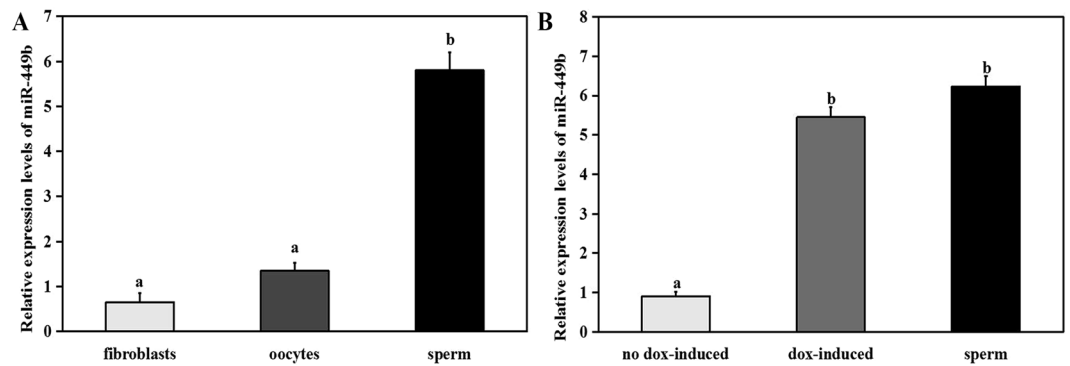 A
Relative expression levels of miR-449b
7
6
5
4
3
2
1
0
a
a
b
fibroblasts oocytes sperm
B
Relative expression levels of miR-449b
8
7
6
5
4
3
2
1
0
a
b
b
no dox-induced dox-induced sperm